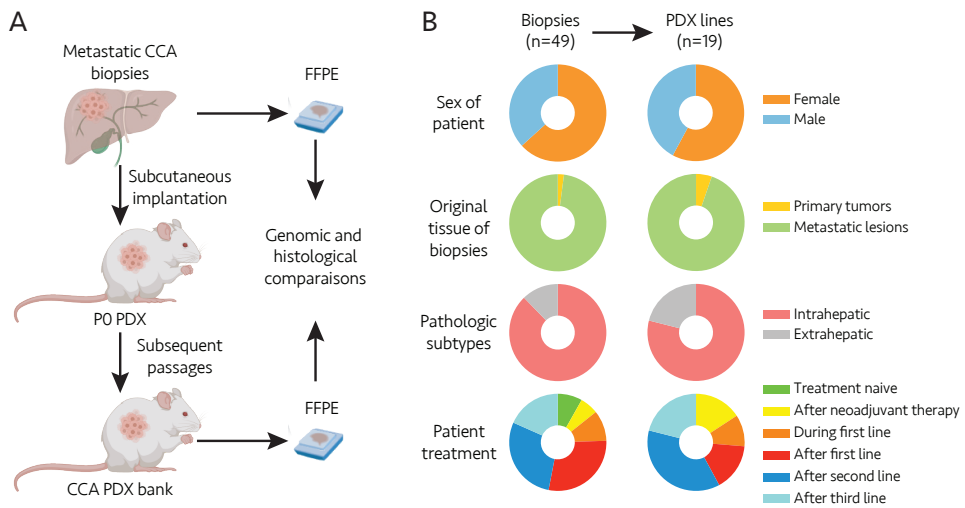 A
Metastatic CCA
biopsies
FFPE
Subcutaneous
implantation
Genomic and
histological
comparaisons
P0 PDX
Subsequent
passages
FFPE
CCA PDX bank
B
Biopsies
(n=49)
PDX lines
(n=19)
Sex of
patient
Female
Male
Original
tissue of
biopsies
Primary tumors
Metastatic lesions
Pathologic
subtypes
Intrahepatic
Extrahepatic
Patient
treatment
Treatment naive
After neoadjuvant therapy
During first line
After first line
After second line
After third line